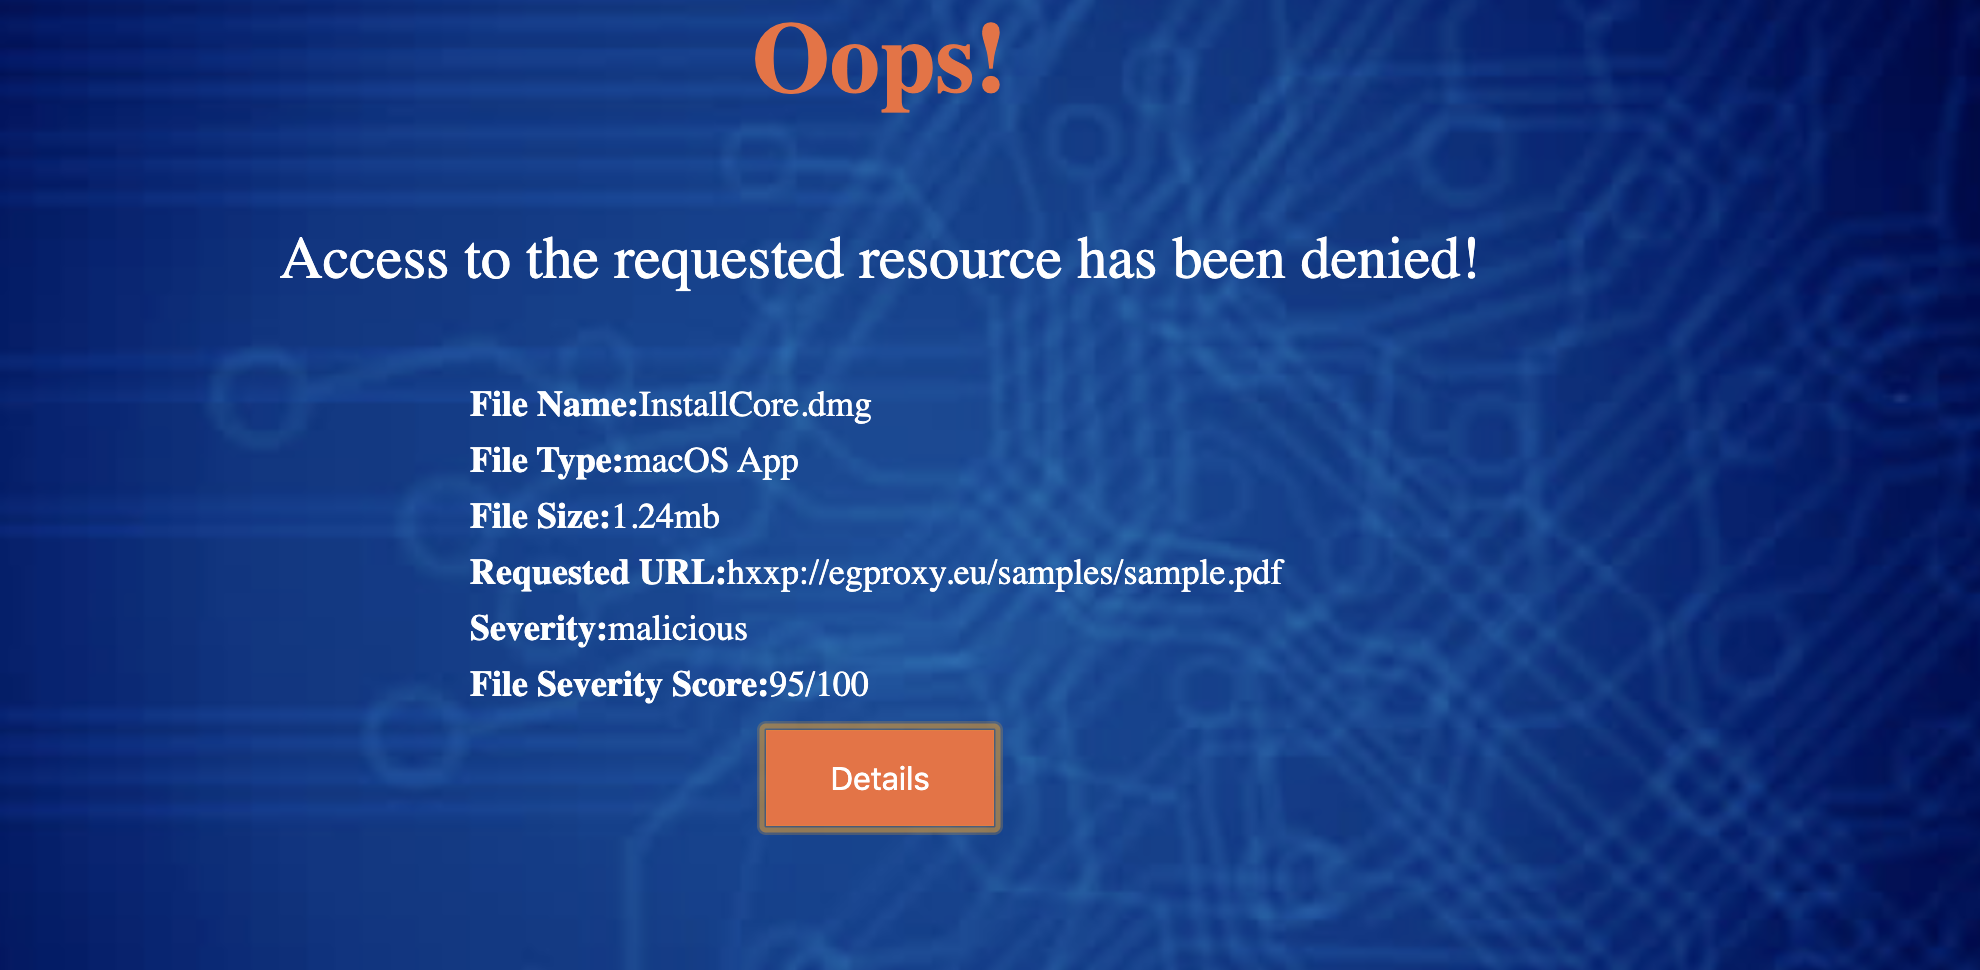 Oops!
Access to the requested resource has been denied!
File Name:InstallCore.dmg
File Type:macOS App
File Size:1.24mb
Requested URL:hxxp://egproxy.eu/samples/sample.pdf
Severity:malicious
File Severity Score:95/100
Details